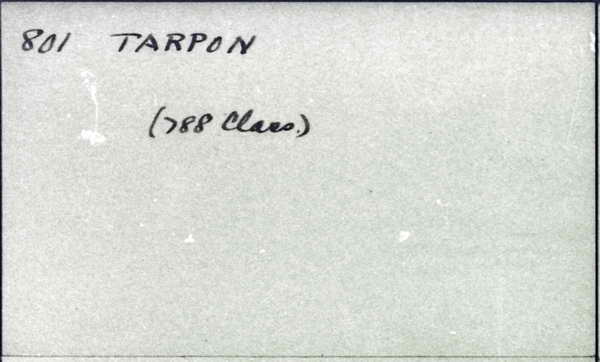 801 TARPON
(788 Class.)